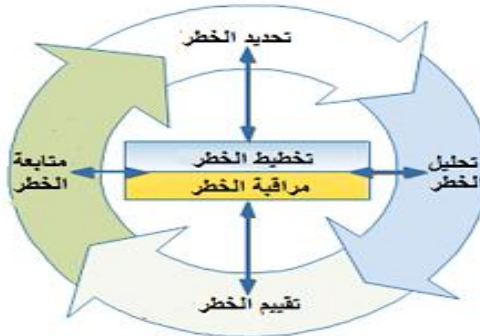 تحديد الخطر
تحليل
الخطر
تخطيط الخطر
مراقبة الخطر
متابعة
الخطر
تقييم الخطر